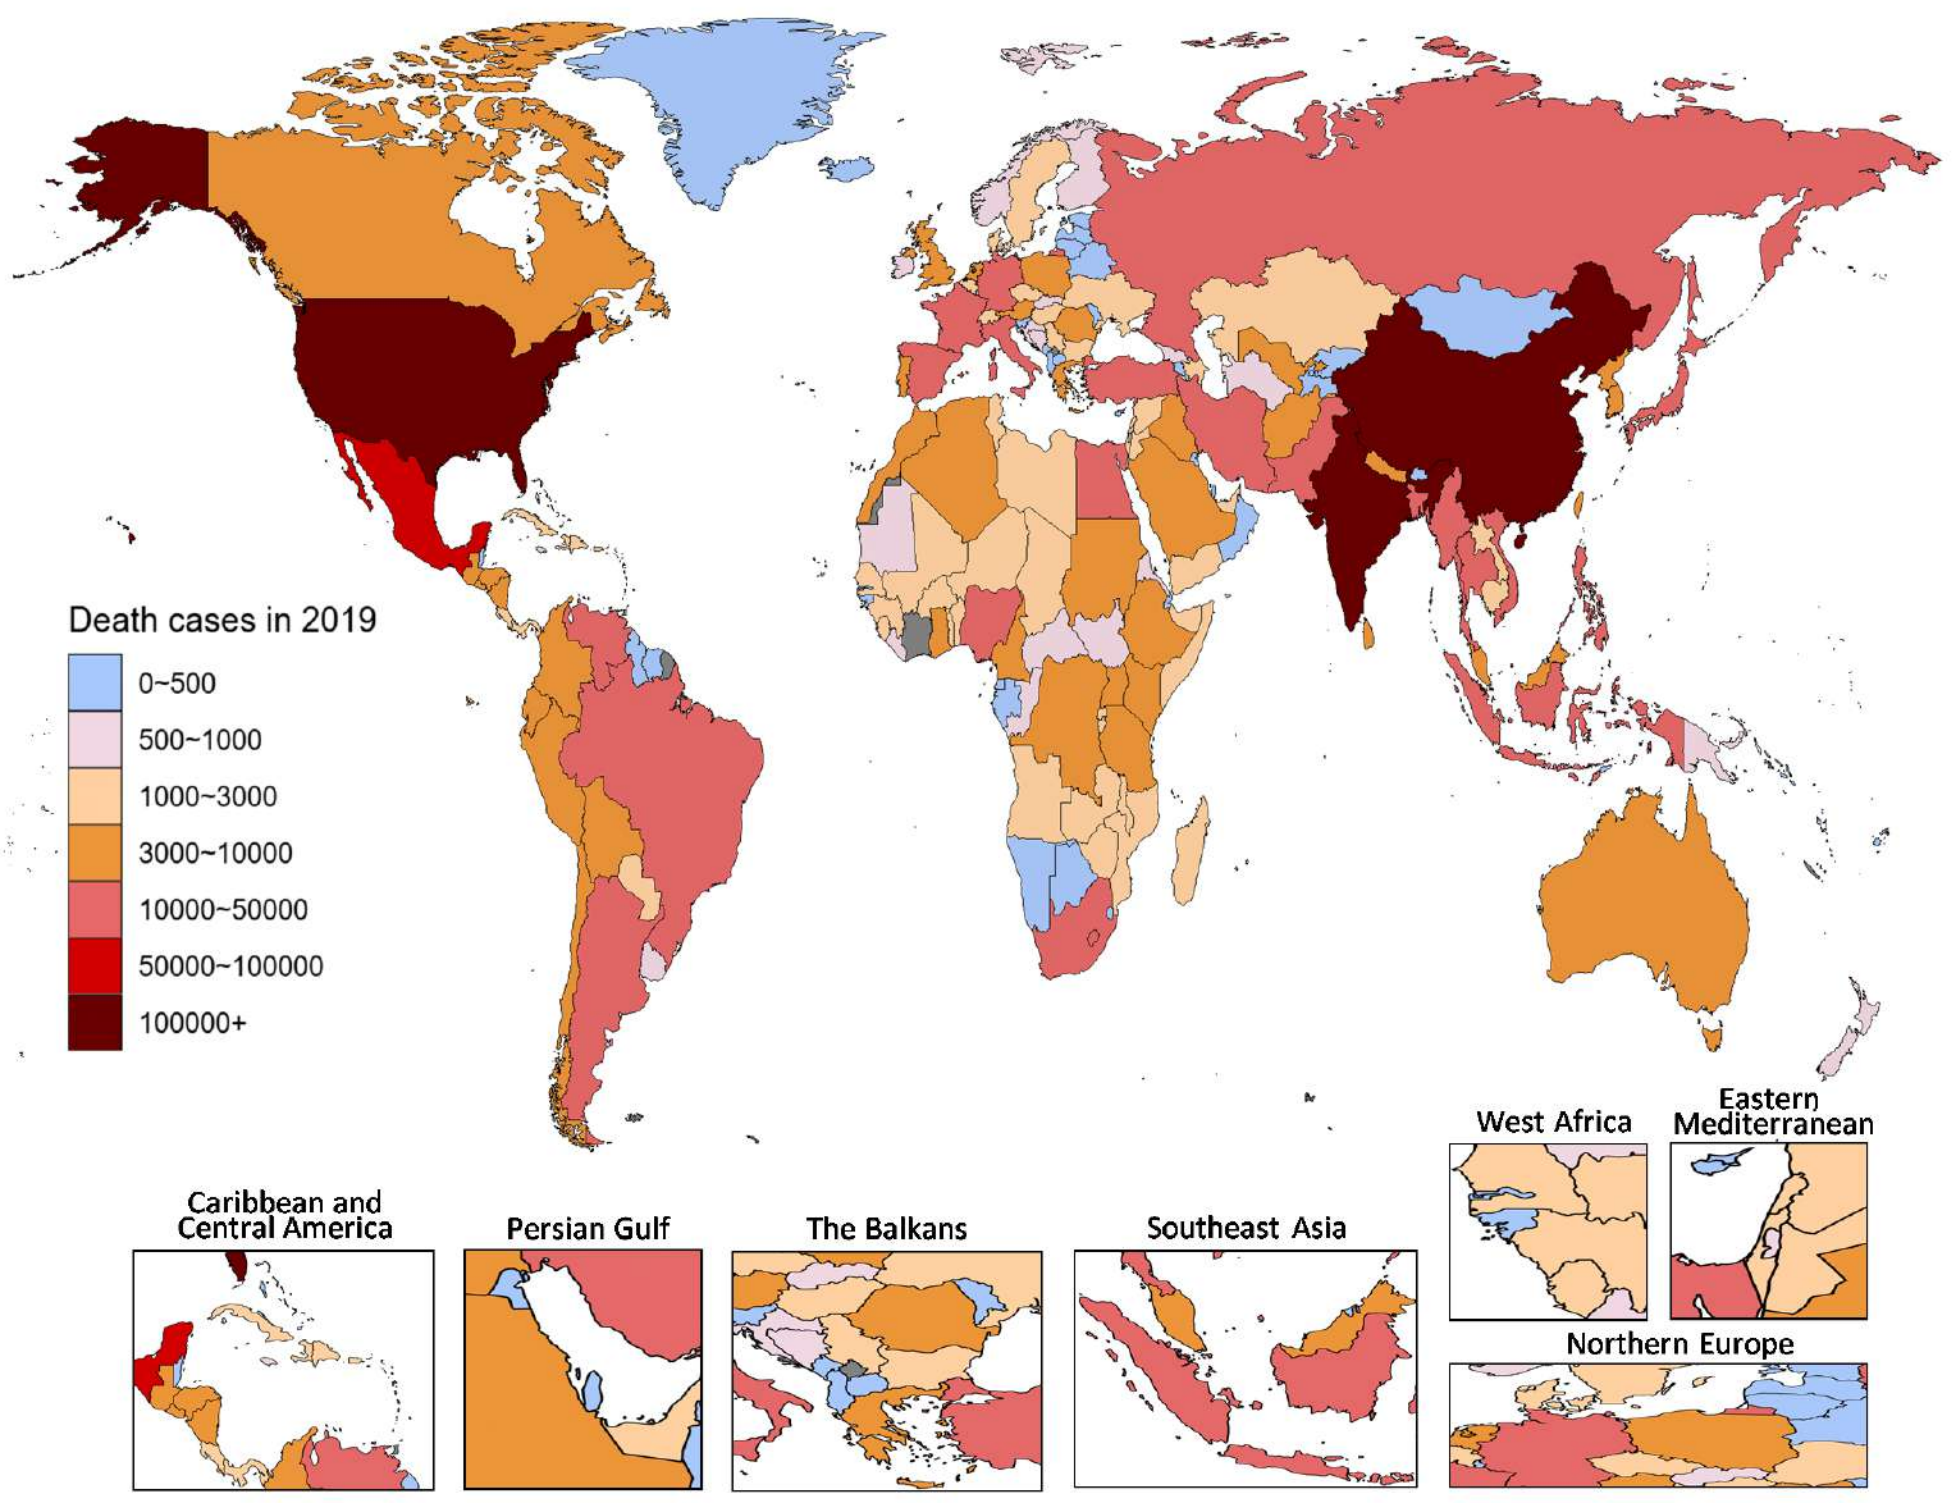 Death cases in 2019
0~500
500~1000
1000~3000
3000~10000
10000~50000
50000~100000
100000+
West Africa
Eastern
Mediterranean
Caribbean and
Central America
Persian Gulf
The Balkans
Southeast Asia
Northern Europe